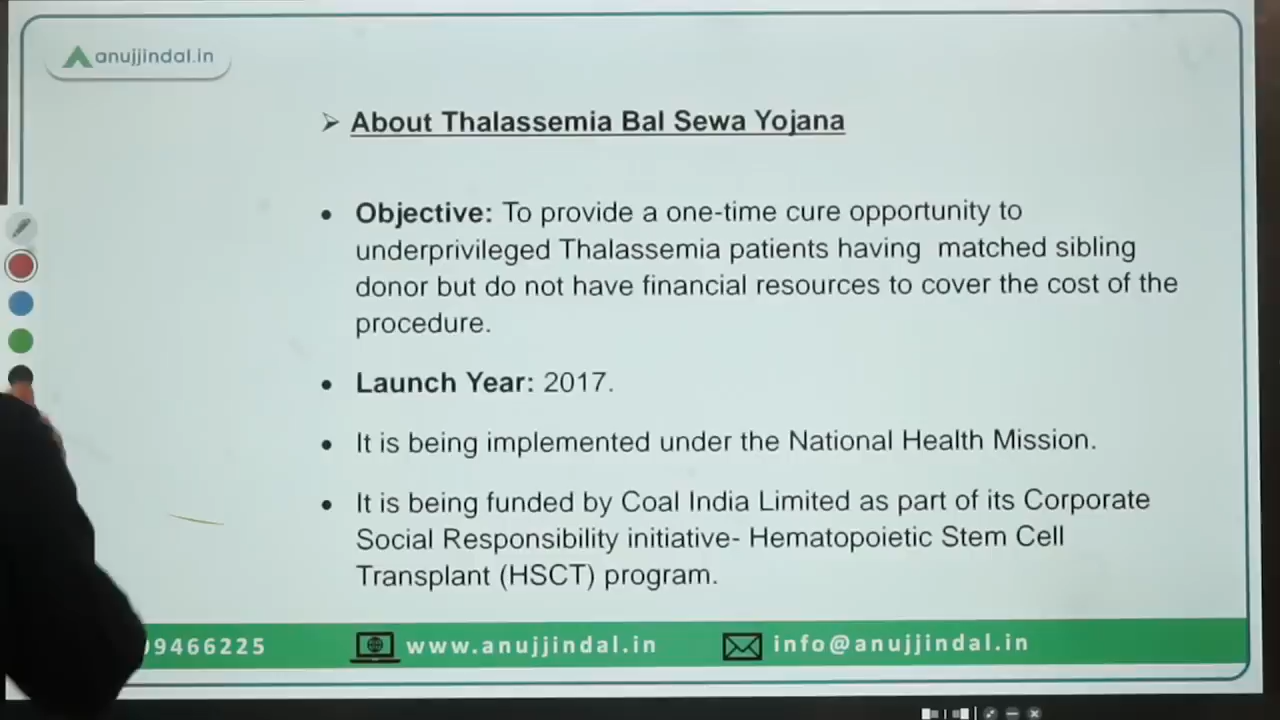 anujjindal.in
➢ About Thalassemia Bal Sewa Yojana
• Objective: To provide a one-time cure opportunity to
underprivileged Thalassemia patients having matched sibling
donor but do not have financial resources to cover the cost of the
procedure.
• Launch Year: 2017.
• It is being implemented under the National Health Mission.
• It is being funded by Coal India Limited as part of its Corporate
Social Responsibility initiative- Hematopoietic Stem Cell
Transplant (HSCT) program.
9466225 www.anujjindal.in info@anujjindal.in